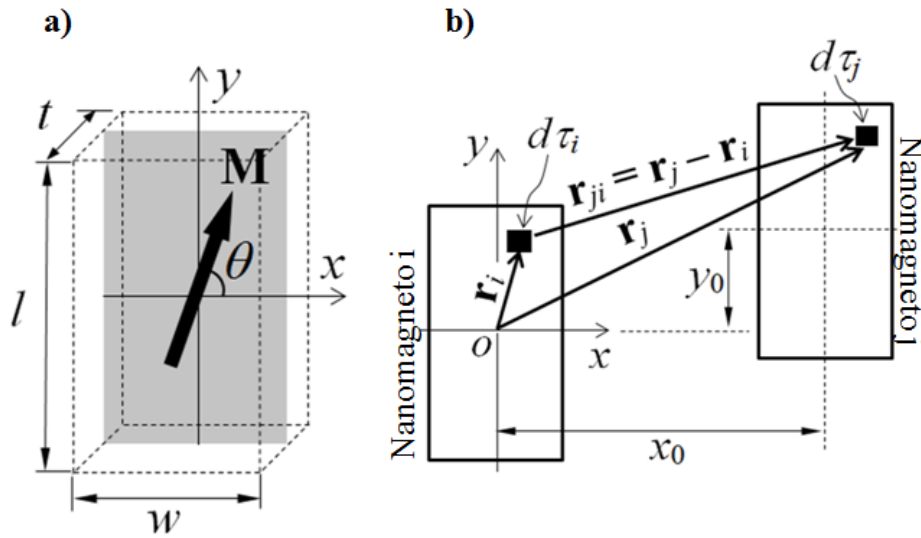 a)
y
t
M
θ
x
l
w
b)
dτj
dτi
y
rji = rj − ri
rj
ri
y0
o
x
x0
Nanomagneto i
Nanomagneto j